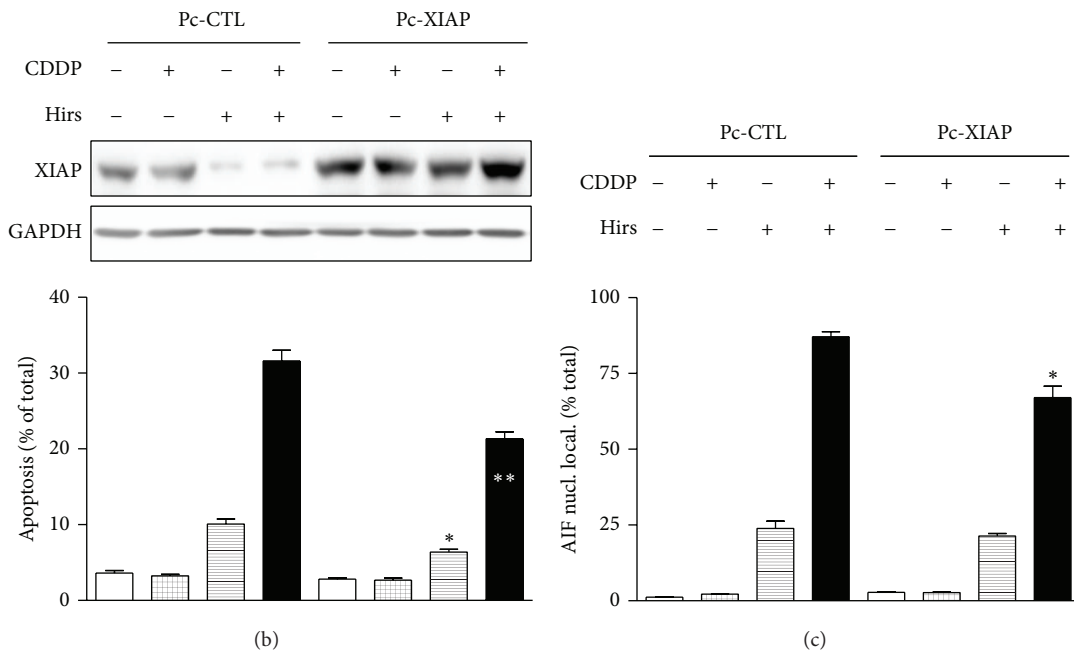 Pc-CTL Pc-XIAP
CDDP − + − + − + − +
Hirs − − + + − − + +
XIAP
GAPDH
40
30
20
10
0
Apoptosis (% of total)
*
**
(b)
Pc-CTL Pc-XIAP
CDDP − + − + − + − +
Hirs − − + + − − + +
100
75
50
25
0
AIF nucl. local. (% total)
*
(c)